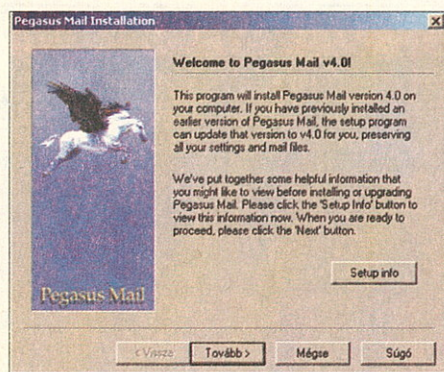 Pegasus Mail Installation
Welcome to Pegasus Mail v4.0!
This program will install Pegasus Mail version 4.0 on
your computer. If you have previously installed an
earlier version of Pegasus Mail, the setup program
can update that version to v4.0 for you, preserving
all your settings and mail files.
We've put together some helpful information that
you might like to view before installing or upgrading
Pegasus Mail. Please click the 'Setup Info' button to
view this information now. When you are ready to
proceed, please click the 'Next' button.
Setup info
Pegasus Mail
< Vissza
Tovább >
Mégse
Súgó